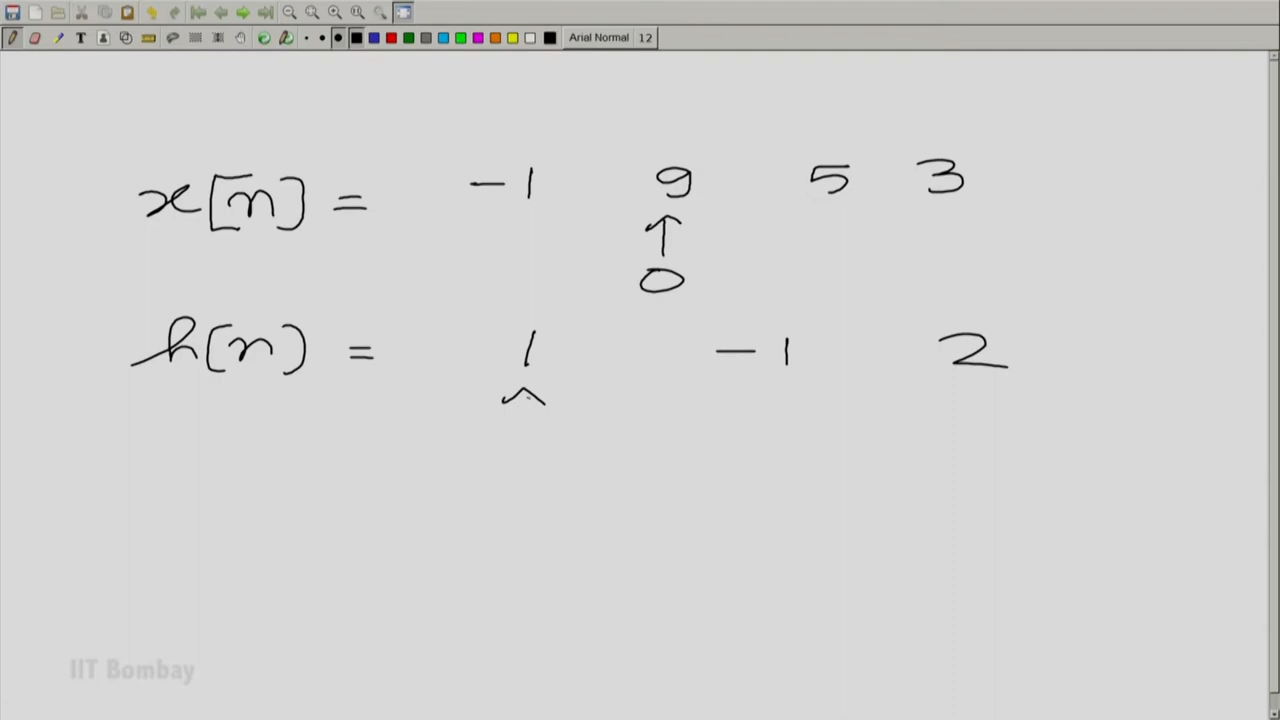 Arial Normal 12
x[n] = -1 9 5 3
↑
0
h[n] = 1 -1 2
IIT Bombay